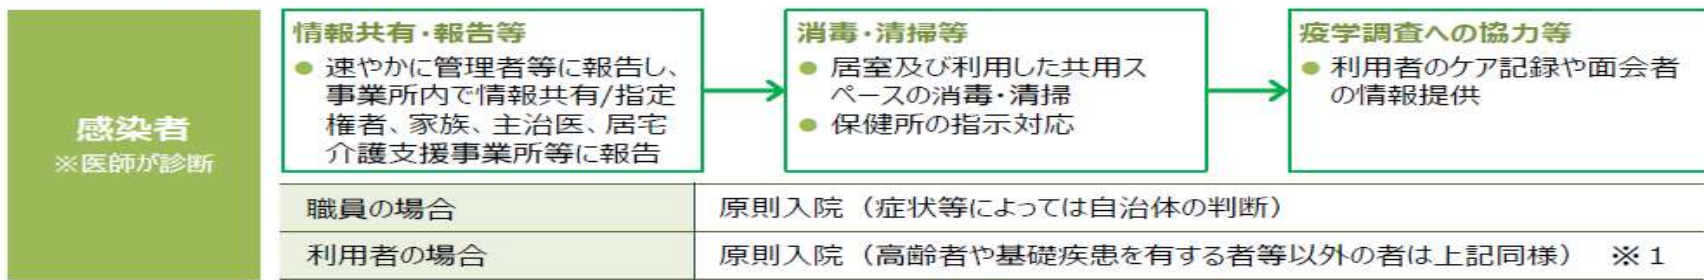 感染者
※医師が診断
情報共有・報告等
● 速やかに管理者等に報告し、
事業所内で情報共有/指定
権者、家族、主治医、居宅
介護支援事業所等に報告
消毒・清掃等
● 居室及び利用した共用ス
ペースの消毒・清掃
● 保健所の指示対応
疫学調査への協力等
● 利用者のケア記録や面会者
の情報提供
職員の場合
原則入院（症状等によっては自治体の判断）
利用者の場合
原則入院（高齢者や基礎疾患を有する者等以外の者は上記同様） ※１